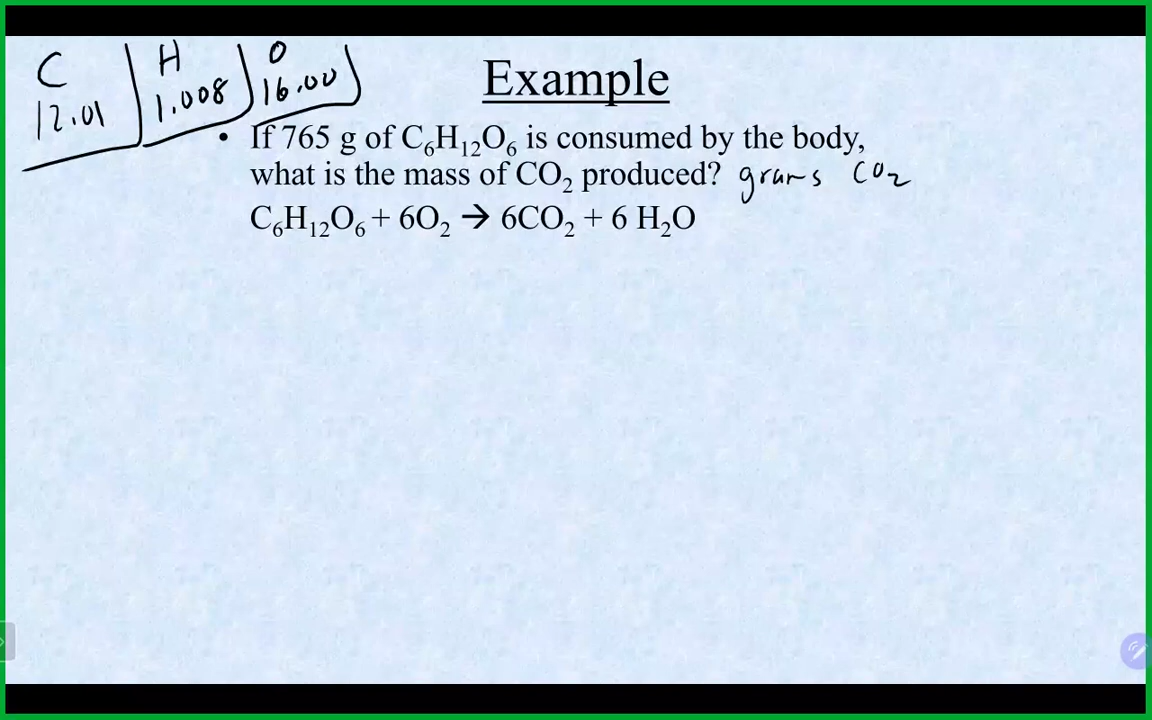 C H O
12.01 1.008 16.00
Example
• If 765 g of C₆H₁₂O₆ is consumed by the body,
what is the mass of CO₂ produced? grams CO₂
C₆H₁₂O₆ + 6O₂ → 6CO₂ + 6 H₂O